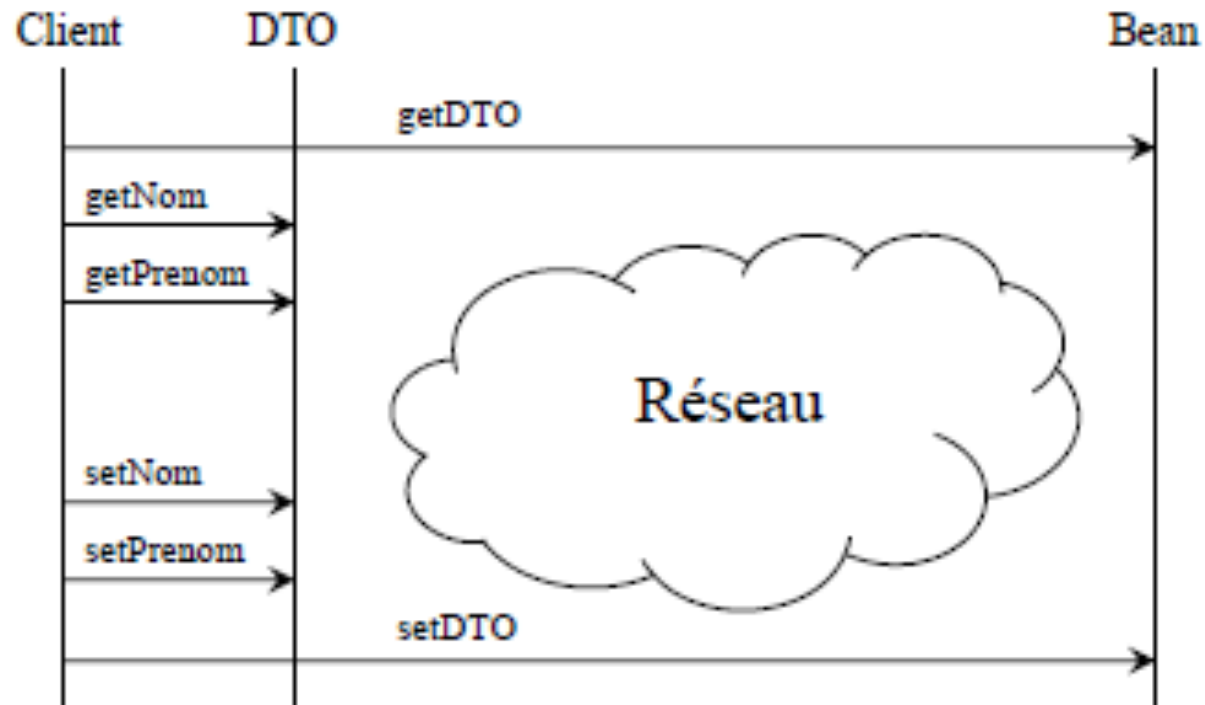 Client DTO Bean
getDTO
getNom
getPrenom
Réseau
setNom
setPrenom
setDTO